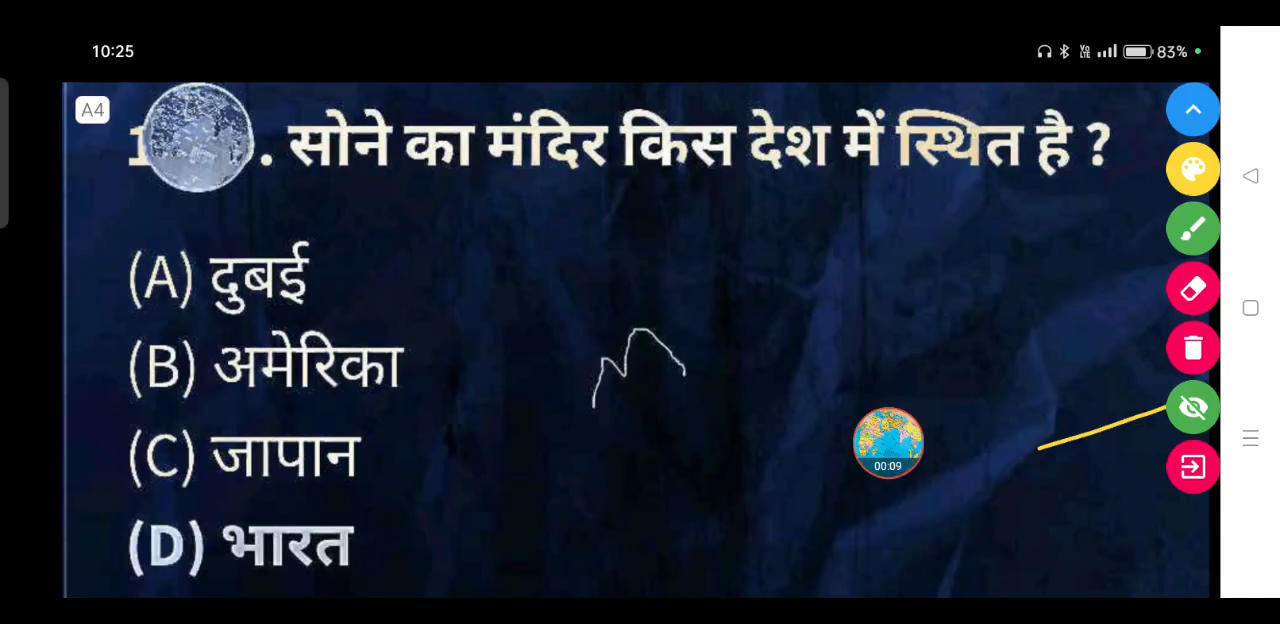 10:25
83%
A4
. सोने का मंदिर किस देश में स्थित है ?
(A) दुबई
(B) अमेरिका
(C) जापान
(D) भारत
00:09